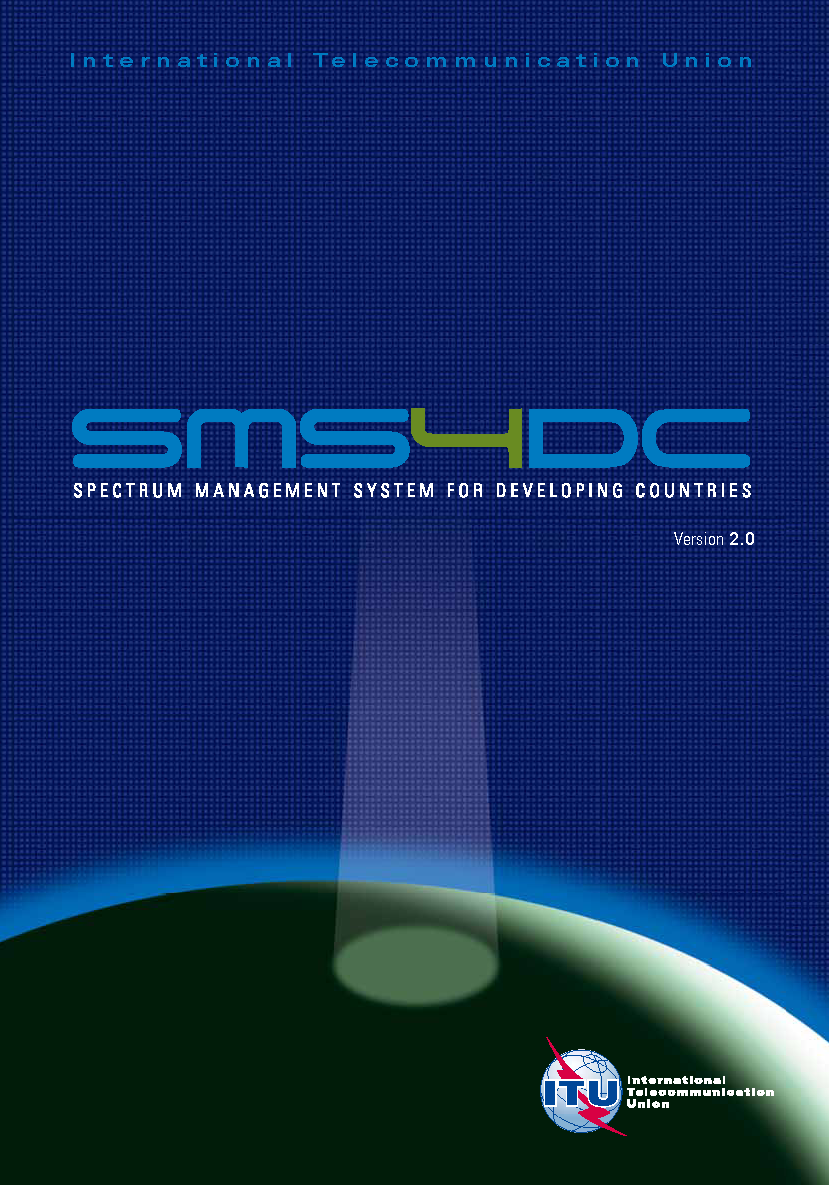 International Telecommunication Union
SMS4DC
SPECTRUM MANAGEMENT SYSTEM FOR DEVELOPING COUNTRIES
Version 2.0
ITU
International
Telecommunication
Union